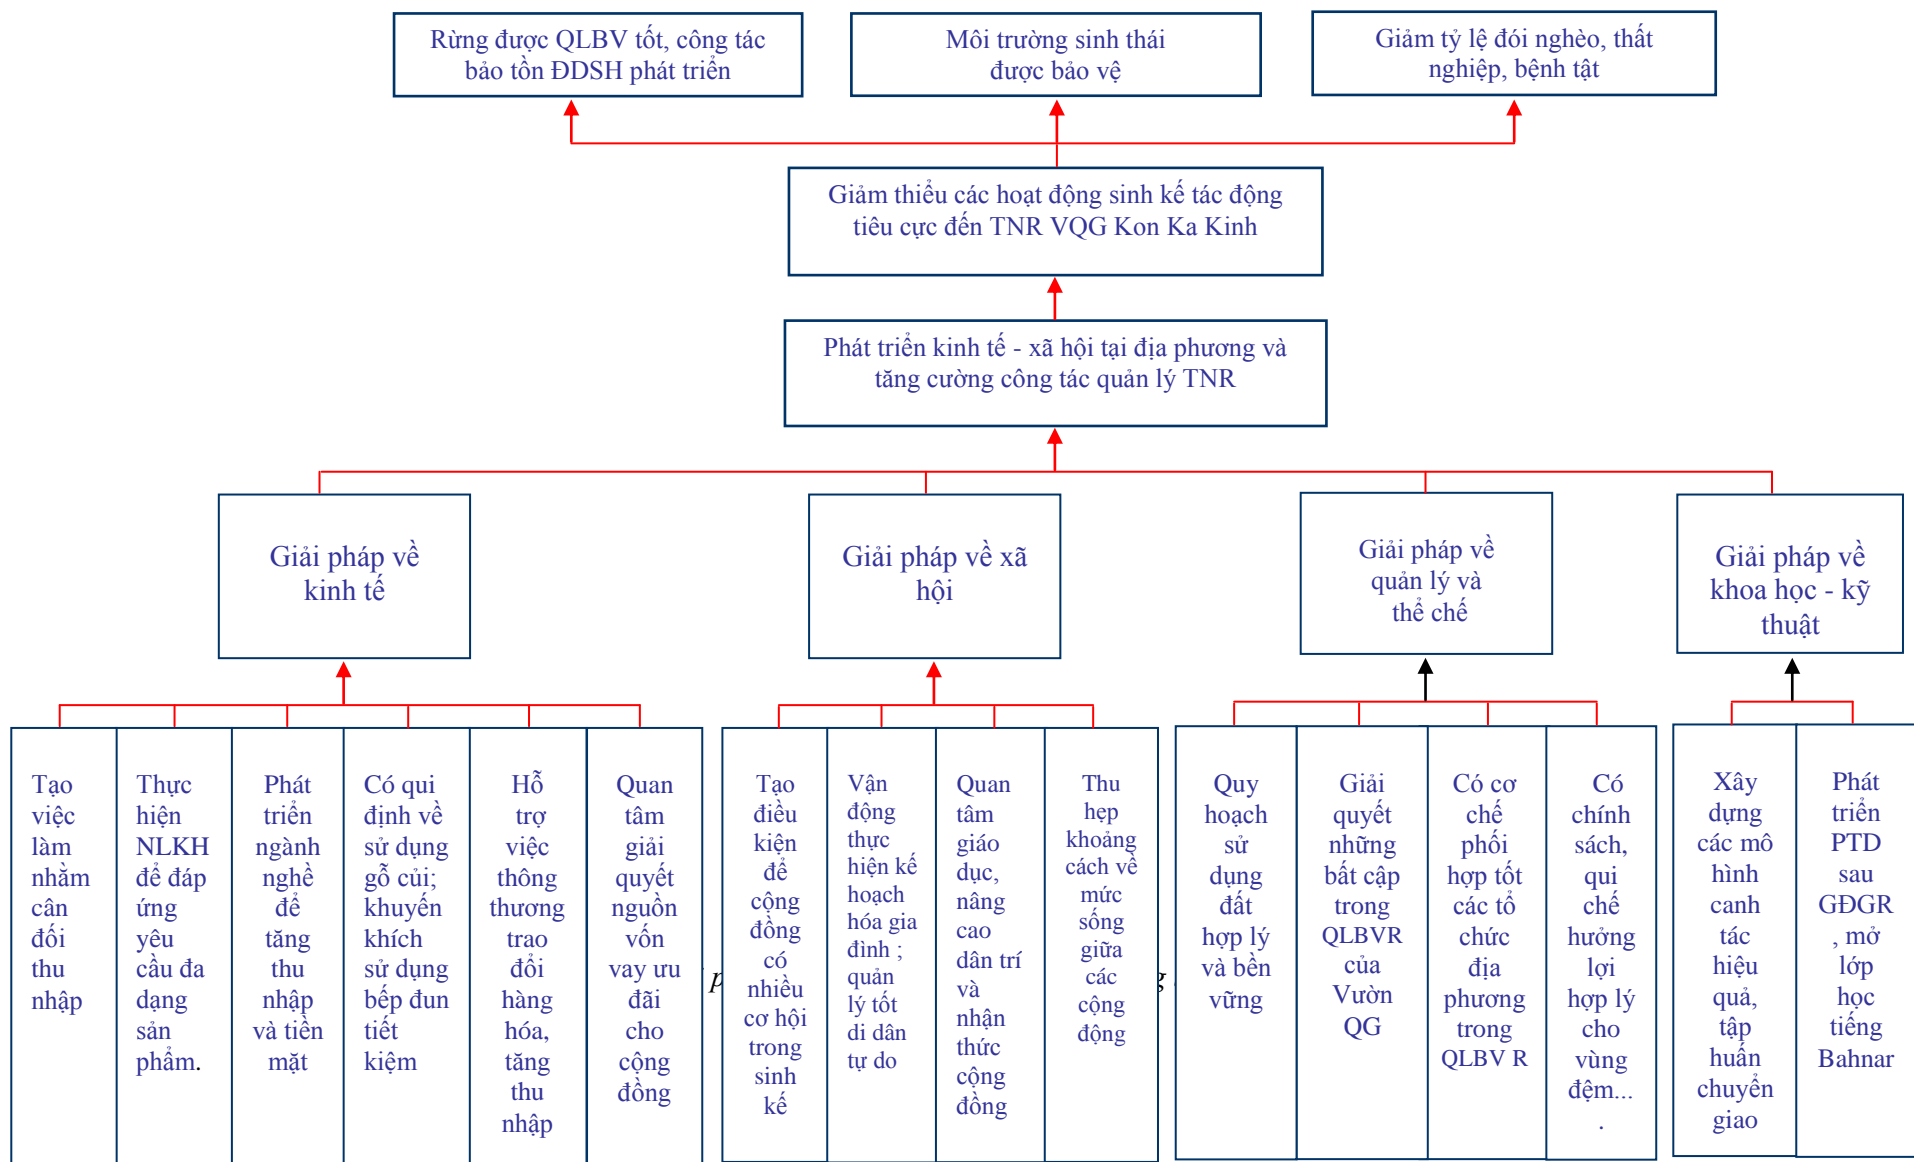 Rừng được QLBV tốt, công tác
bảo tồn ĐDSH phát triển
Môi trường sinh thái
được bảo vệ
Giảm tỷ lệ đói nghèo, thất
nghiệp, bệnh tật
Giảm thiểu các hoạt động sinh kế tác động
tiêu cực đến TNR VQG Kon Ka Kinh
Phát triển kinh tế - xã hội tại địa phương và
tăng cường công tác quản lý TNR
Giải pháp về
kinh tế
Giải pháp về xã
hội
Giải pháp về
quản lý và
thể chế
Giải pháp về
khoa học - kỹ
thuật
Tạo
việc
làm
nhằm
cân
đối
thu
nhập
Thực
hiện
NLKH
để đáp
ứng
yêu
cầu đa
dạng
sản
phẩm.
Phát
triển
ngành
nghề
để
tăng
thu
nhập
và tiền
mặt
Có qui
định về
sử dụng
gỗ củi;
khuyến
khích
sử dụng
bếp đun
tiết
kiệm
Hỗ
trợ
việc
thông
thương
trao
đổi
hàng
hóa,
tăng
thu
nhập
Quan
tâm
giải
quyết
nguồn
vốn
vay ưu
đãi
cho
cộng
đồng
Tạo
điều
kiện
để
cộng
đồng
có
nhiều
cơ hội
trong
sinh
kế
Vận
động
thực
hiện kế
hoạch
hóa gia
đình ;
quản
lý tốt
di dân
tự do
Quan
tâm
giáo
dục,
nâng
cao
dân trí
và
nhận
thức
cộng
đồng
Thu
hẹp
khoảng
cách về
mức
sống
giữa
các
cộng
động
Quy
hoạch
sử
dụng
đất
hợp lý
và bền
vững
Giải
quyết
những
bất cập
trong
QLBVR
của
Vườn
QG
Có cơ
chế
phối
hợp tốt
các tổ
chức
địa
phương
trong
QLBV R
Có
chính
sách,
qui
chế
hưởng
lợi
hợp lý
cho
vùng
đệm...
.
Xây
dựng
các mô
hình
canh
tác
hiệu
quả,
tập
huấn
chuyển
giao
Phát
triển
PTD
sau
GĐGR
, mở
lớp
học
tiếng
Bahnar